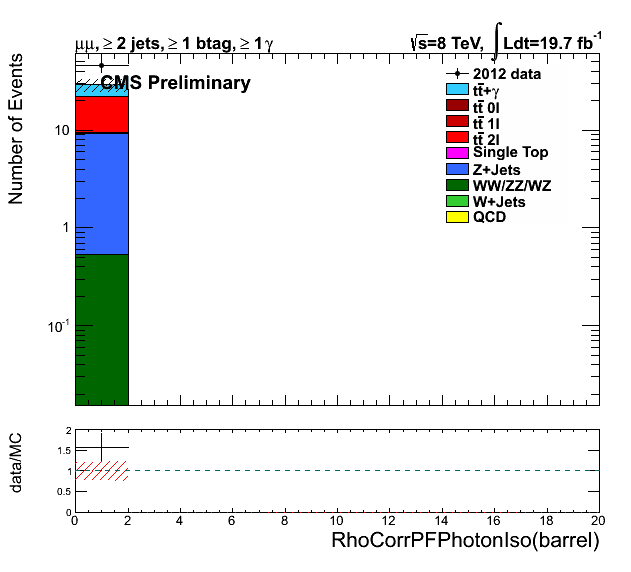 μμ, ≥ 2 jets, ≥ 1 btag, ≥ 1 γ
√s=8 TeV, ∫ Ldt=19.7 fb⁻¹
CMS Preliminary
Number of Events
10
1
10⁻¹
2012 data
tt̄+γ
tt̄ 0l
tt̄ 1l
tt̄ 2l
Single Top
Z+Jets
WW/ZZ/WZ
W+Jets
QCD
data/MC
2
1.5
1
0.5
0
0 2 4 6 8 10 12 14 16 18 20
RhoCorrPFPhotonIso(barrel)